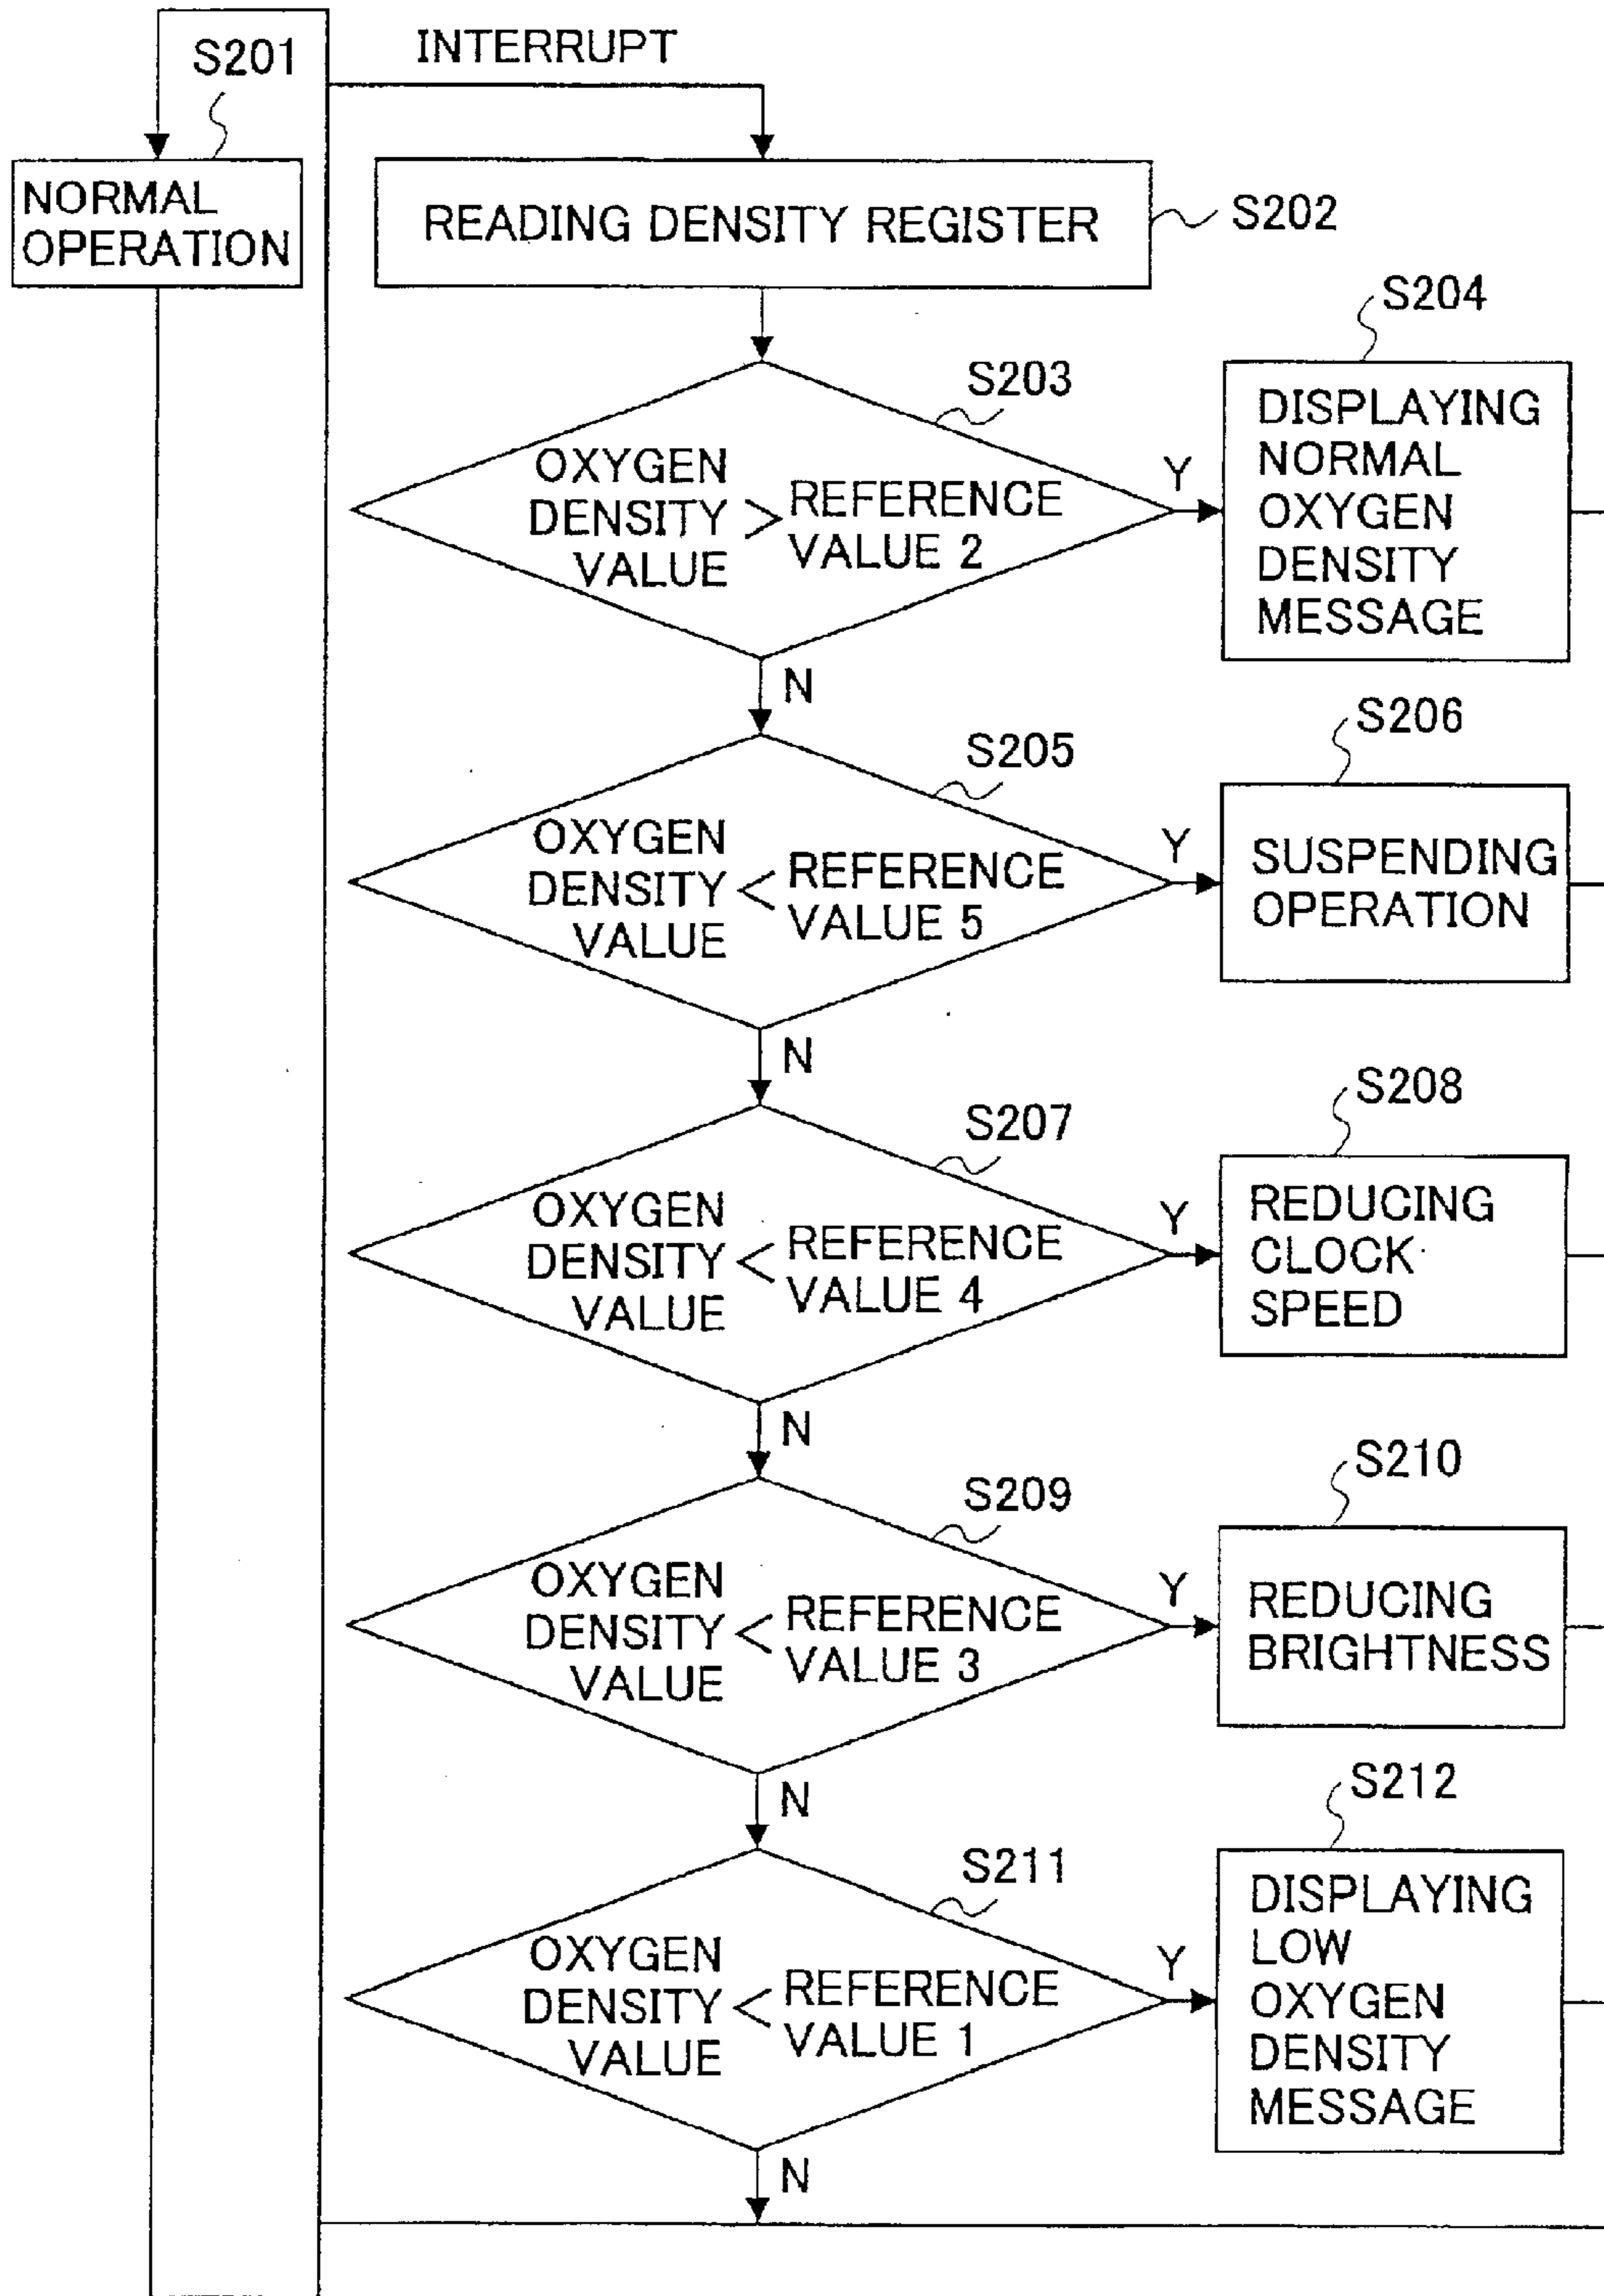 INTERRUPT
S201
NORMAL
OPERATION
READING DENSITY REGISTER
S202
S203
OXYGEN
DENSITY
VALUE
>
REFERENCE
VALUE 2
Y
N
S204
DISPLAYING
NORMAL
OXYGEN
DENSITY
MESSAGE
S205
OXYGEN
DENSITY
VALUE
<
REFERENCE
VALUE 5
Y
N
S206
SUSPENDING
OPERATION
S207
OXYGEN
DENSITY
VALUE
<
REFERENCE
VALUE 4
Y
N
S208
REDUCING
CLOCK
SPEED
S209
OXYGEN
DENSITY
VALUE
<
REFERENCE
VALUE 3
Y
N
S210
REDUCING
BRIGHTNESS
S211
OXYGEN
DENSITY
VALUE
<
REFERENCE
VALUE 1
Y
N
S212
DISPLAYING
LOW
OXYGEN
DENSITY
MESSAGE